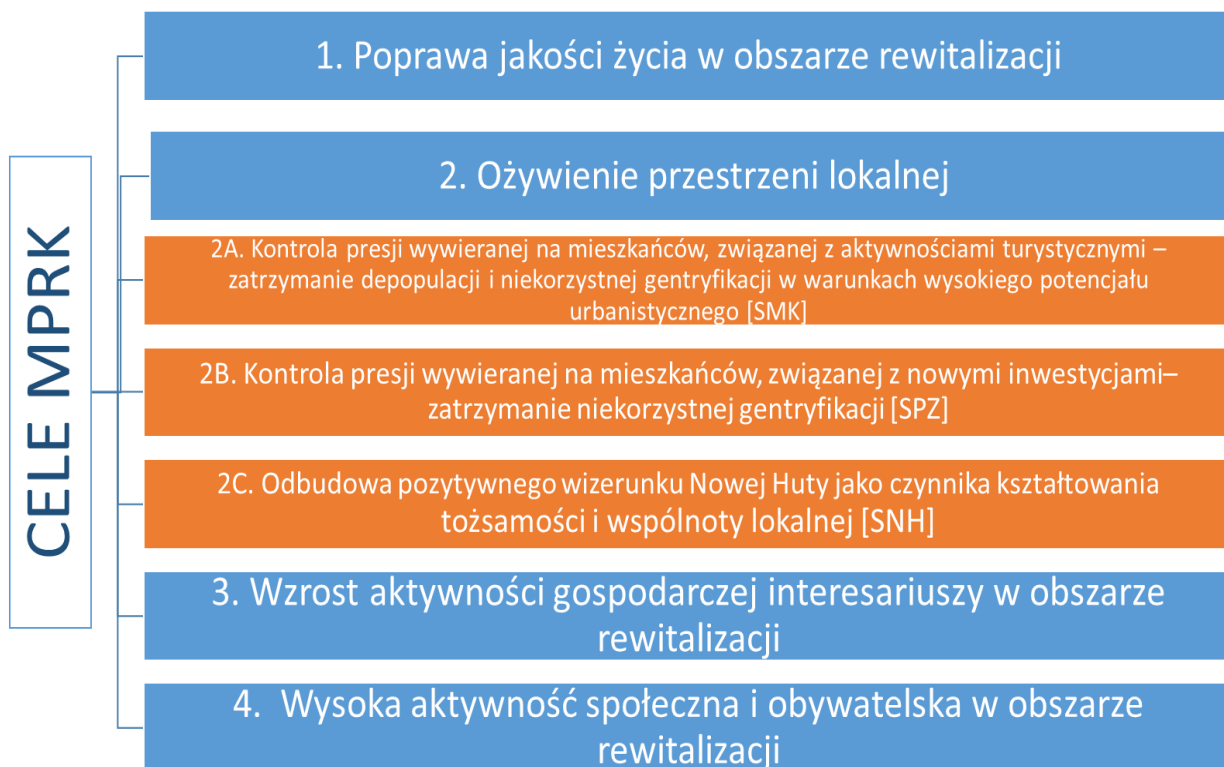 CELE MPRK
1. Poprawa jakości życia w obszarze rewitalizacji
2. Ożywienie przestrzeni lokalnej
2A. Kontrola presji wywieranej na mieszkańców, związanej z aktywnościami turystycznymi –
zatrzymanie depopulacji i niekorzystnej gentryfikacji w warunkach wysokiego potencjału
urbanistycznego [SMK]
2B. Kontrola presji wywieranej na mieszkańców, związanej z nowymi inwestycjami–
zatrzymanie niekorzystnej gentryfikacji [SPZ]
2C. Odbudowa pozytywnego wizerunku Nowej Huty jako czynnika kształtowania
tożsamości i wspólnoty lokalnej [SNH]
3. Wzrost aktywności gospodarczej interesariuszy w obszarze
rewitalizacji
4. Wysoka aktywność społeczna i obywatelska w obszarze
rewitalizacji